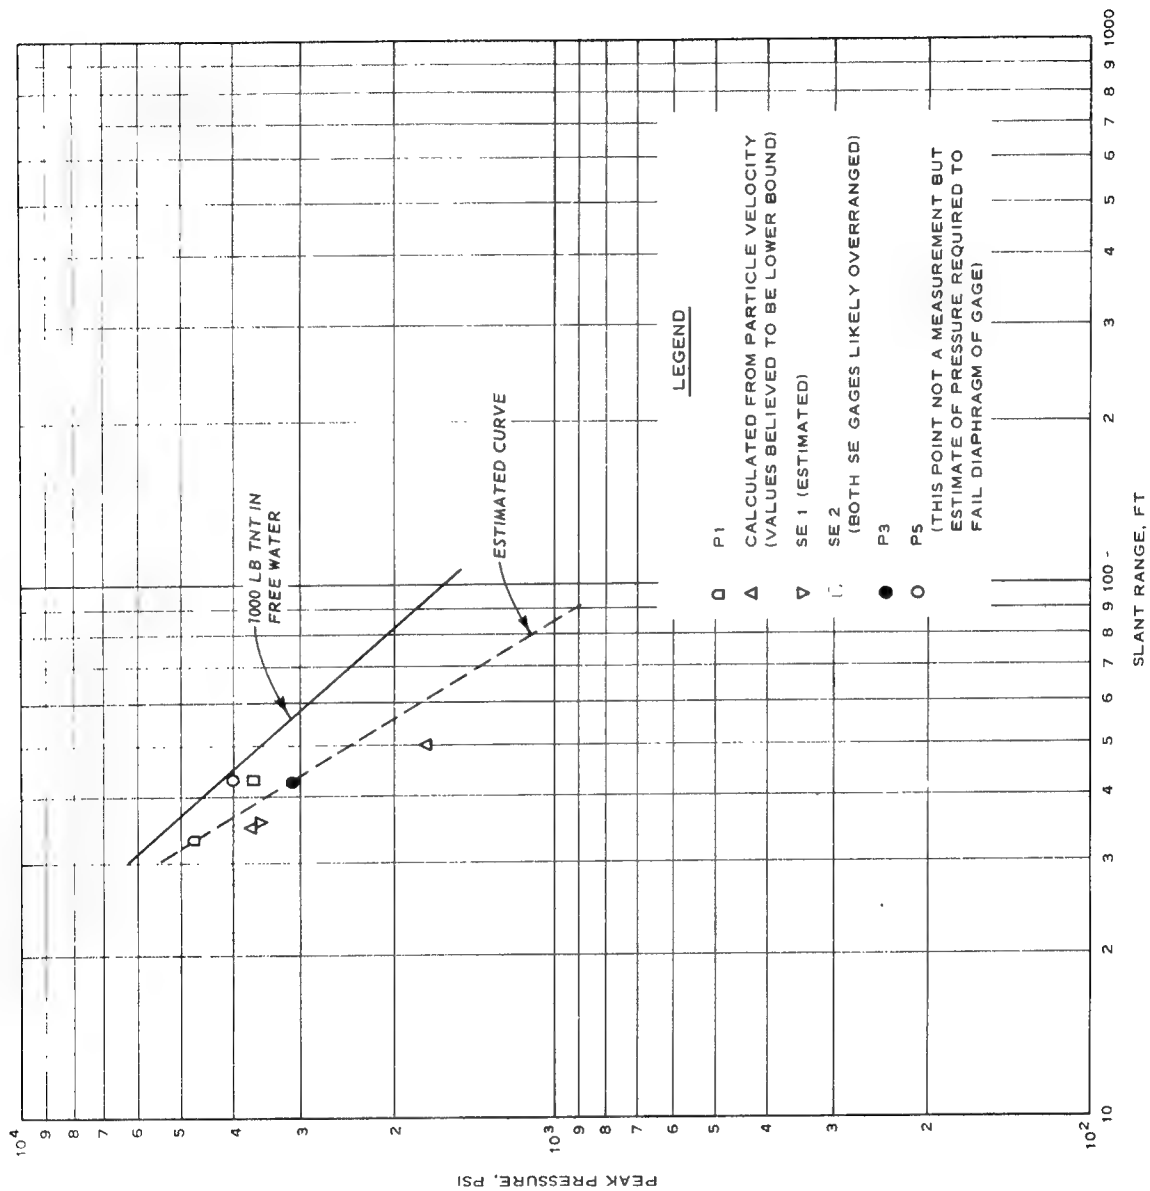 PEAK PRESSURE, PSI
10⁴
9
8
7
6
5
4
3
2
10³
9
8
7
6
5
4
3
2
10²
1000 LB TNT IN
FREE WATER
ESTIMATED CURVE
LEGEND
P1
CALCULATED FROM PARTICLE VELOCITY
(VALUES BELIEVED TO BE LOWER BOUND)
SE 1 (ESTIMATED)
SE 2
(BOTH SE GAGES LIKELY OVERRANGED)
P3
P5
(THIS POINT NOT A MEASUREMENT BUT
ESTIMATE OF PRESSURE REQUIRED TO
FAIL DIAPHRAGM OF GAGE)
10
2
3
4
5
6
7
8
9
100
2
3
4
5
6
7
8
9
1000
SLANT RANGE, FT